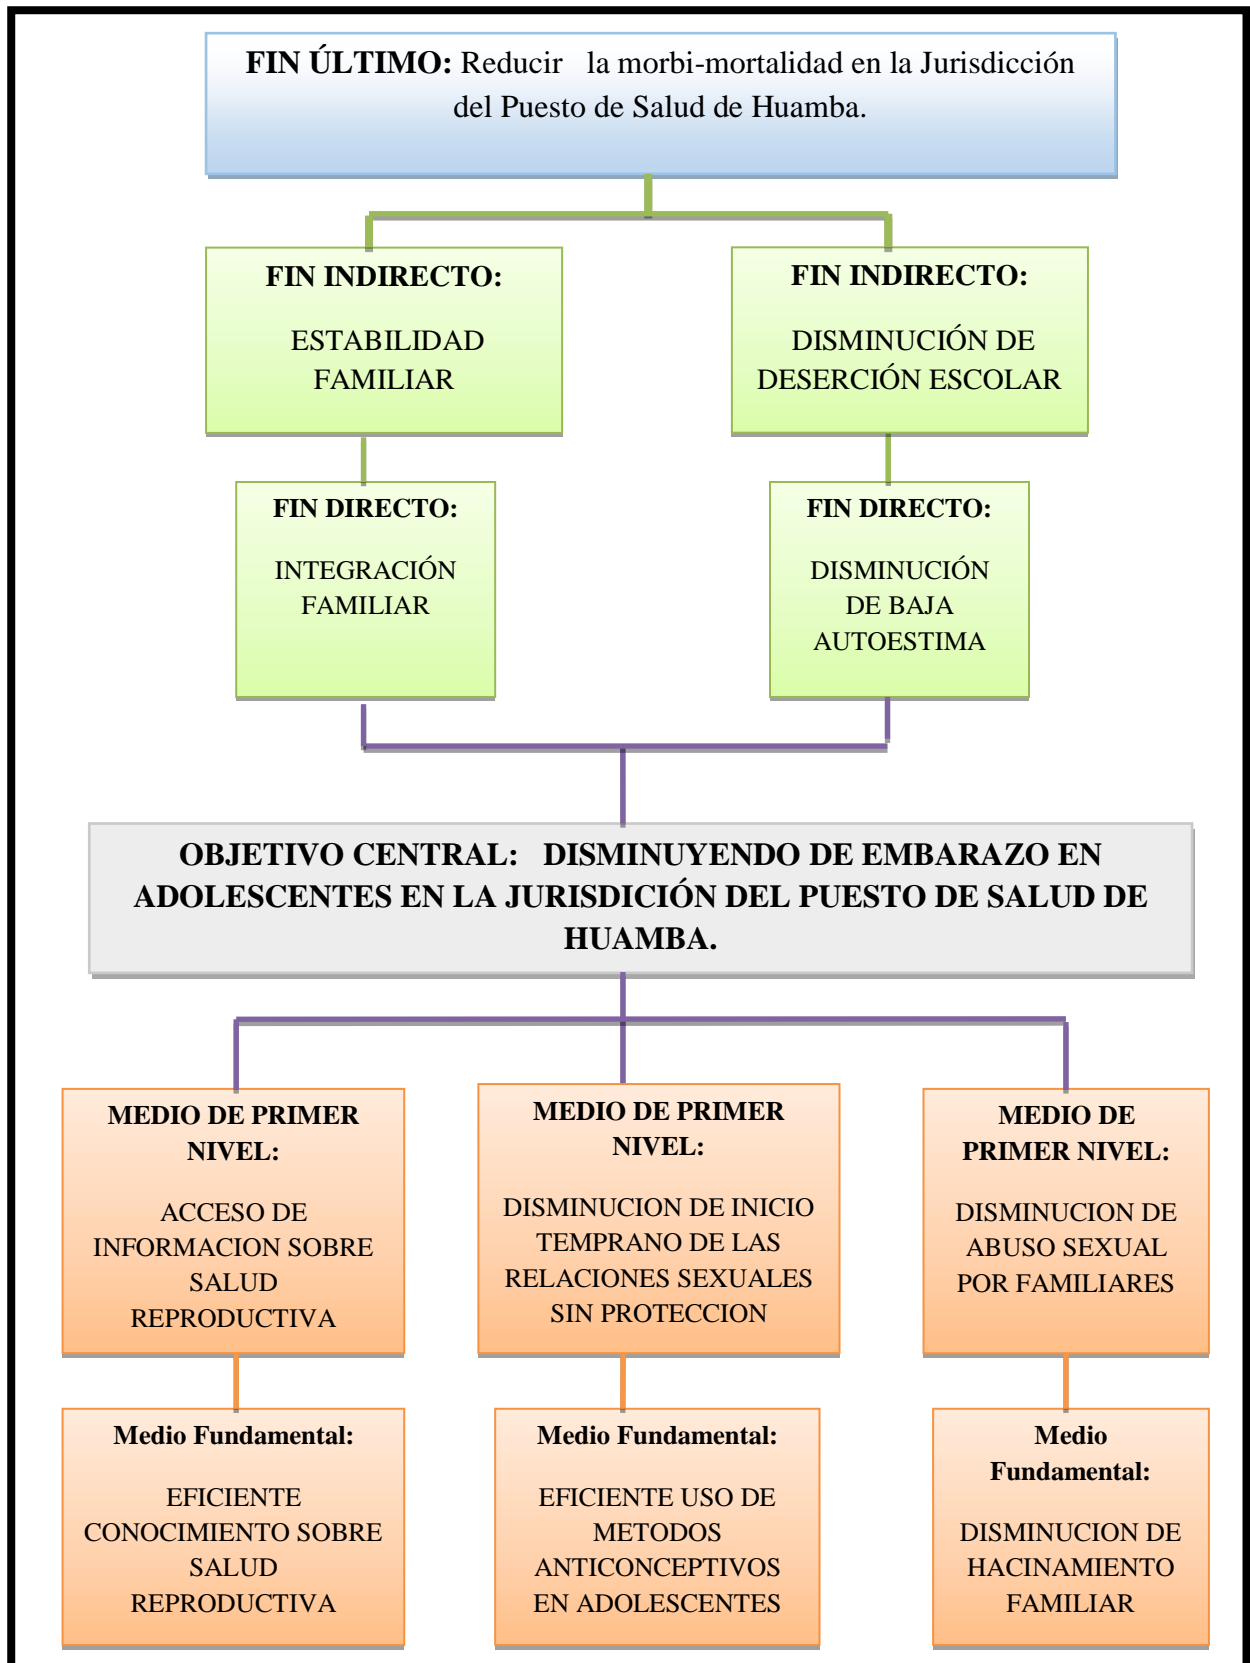 FIN ÚLTIMO: Reducir la morbi-mortalidad en la Jurisdicción
del Puesto de Salud de Huamba.
FIN INDIRECTO:
ESTABILIDAD
FAMILIAR
FIN INDIRECTO:
DISMINUCIÓN DE
DESERCIÓN ESCOLAR
FIN DIRECTO:
INTEGRACIÓN
FAMILIAR
FIN DIRECTO:
DISMINUCIÓN
DE BAJA
AUTOESTIMA
OBJETIVO CENTRAL: DISMINUYENDO DE EMBARAZO EN
ADOLESCENTES EN LA JURISDICIÓN DEL PUESTO DE SALUD DE
HUAMBA.
MEDIO DE PRIMER
NIVEL:
ACCESO DE
INFORMACION SOBRE
SALUD
REPRODUCTIVA
MEDIO DE PRIMER
NIVEL:
DISMINUCION DE INICIO
TEMPRANO DE LAS
RELACIONES SEXUALES
SIN PROTECCION
MEDIO DE
PRIMER NIVEL:
DISMINUCION DE
ABUSO SEXUAL
POR FAMILIARES
Medio Fundamental:
EFICIENTE
CONOCIMIENTO SOBRE
SALUD
REPRODUCTIVA
Medio Fundamental:
EFICIENTE USO DE
METODOS
ANTICONCEPTIVOS
EN ADOLESCENTES
Medio
Fundamental:
DISMINUCION DE
HACINAMIENTO
FAMILIAR